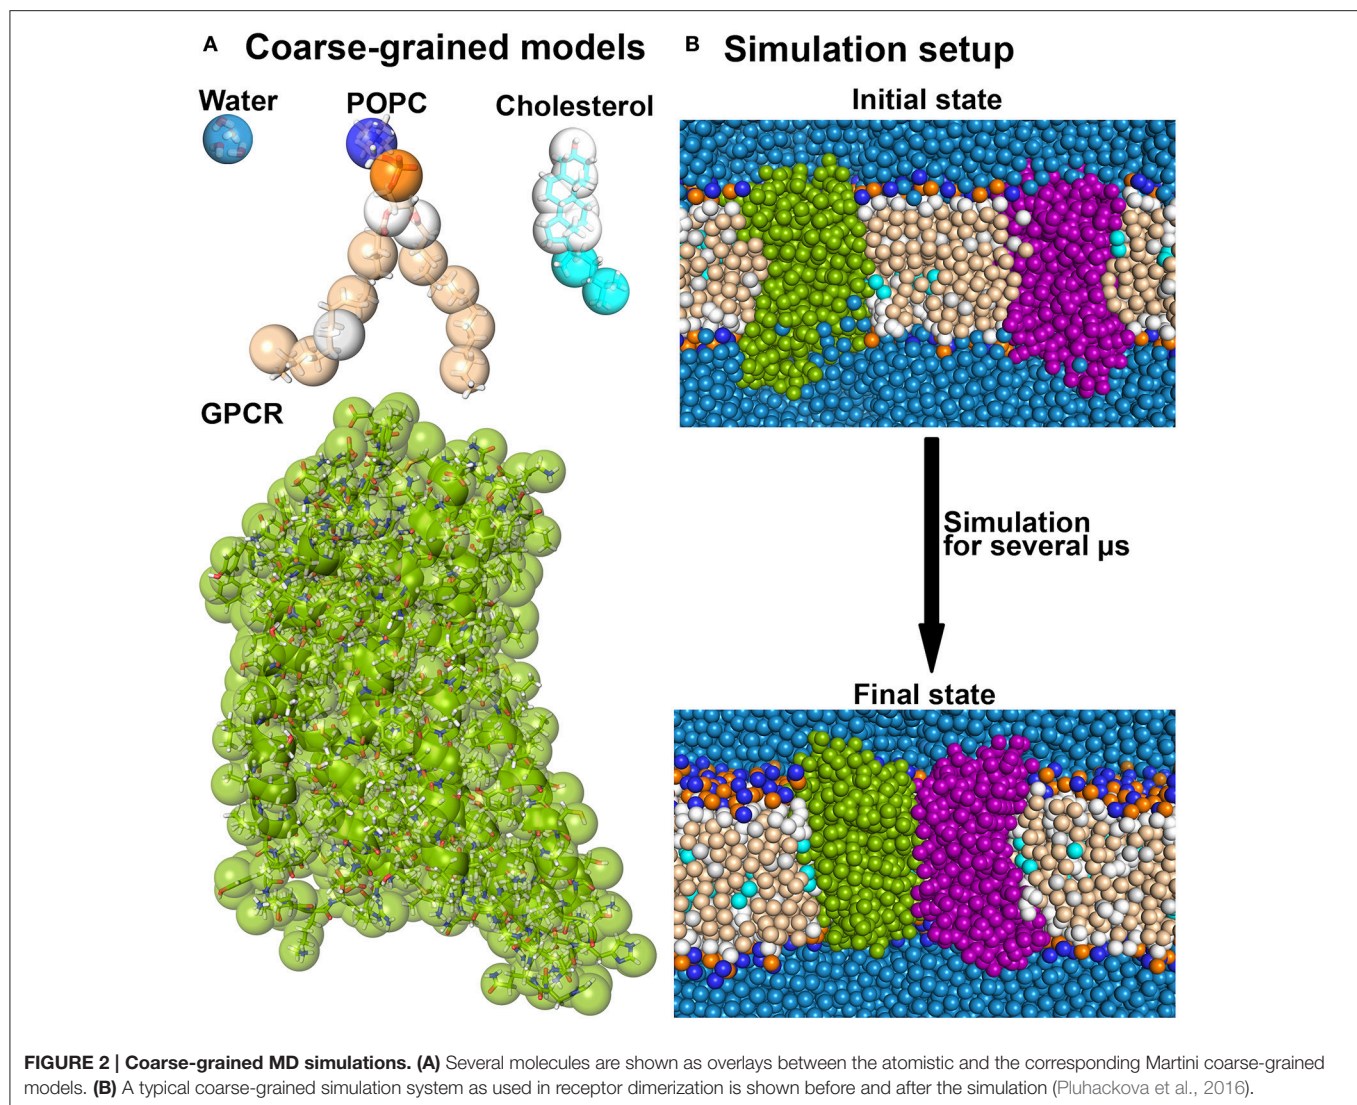 A Coarse-grained models
Water
POPC
Cholesterol
GPCR
B Simulation setup
Initial state
Simulation
for several µs
Final state
FIGURE 2 | Coarse-grained MD simulations. (A) Several molecules are shown as overlays between the atomistic and the corresponding Martini coarse-grained
models. (B) A typical coarse-grained simulation system as used in receptor dimerization is shown before and after the simulation (Pluhackova et al., 2016).